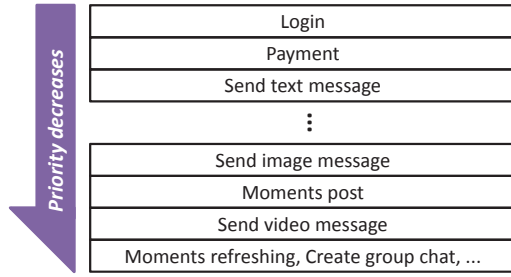 Priority decreases
Login
Payment
Send text message
⋮
Send image message
Moments post
Send video message
Moments refreshing, Create group chat, ...